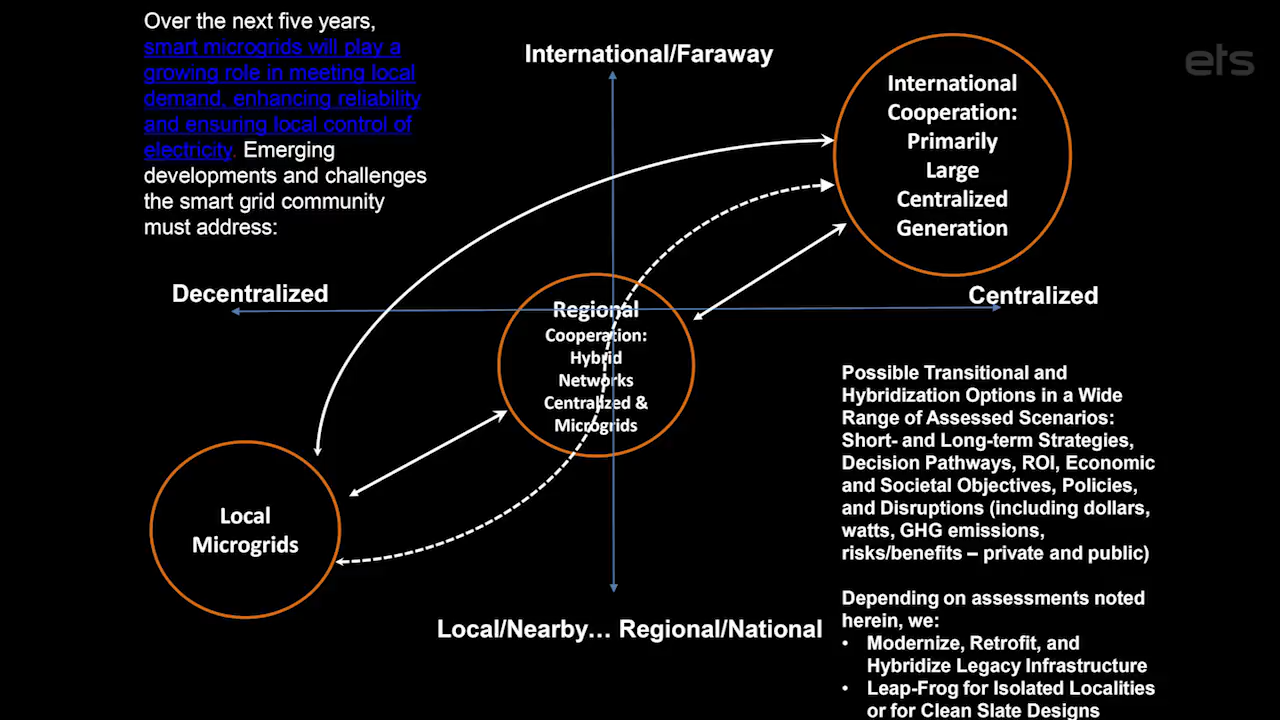 Over the next five years,
smart microgrids will play a
growing role in meeting local
demand, enhancing reliability
and ensuring local control of
electricity. Emerging
developments and challenges
the smart grid community
must address:
International/Faraway
ets
International
Cooperation:
Primarily
Large
Centralized
Generation
Decentralized
Centralized
Regional
Cooperation:
Hybrid
Networks
Centralized &
Microgrids
Local
Microgrids
Local/Nearby... Regional/National
Possible Transitional and
Hybridization Options in a Wide
Range of Assessed Scenarios:
Short- and Long-term Strategies,
Decision Pathways, ROI, Economic
and Societal Objectives, Policies,
and Disruptions (including dollars,
watts, GHG emissions,
risks/benefits – private and public)
Depending on assessments noted
herein, we:
• Modernize, Retrofit, and
Hybridize Legacy Infrastructure
• Leap-Frog for Isolated Localities
or for Clean Slate Designs